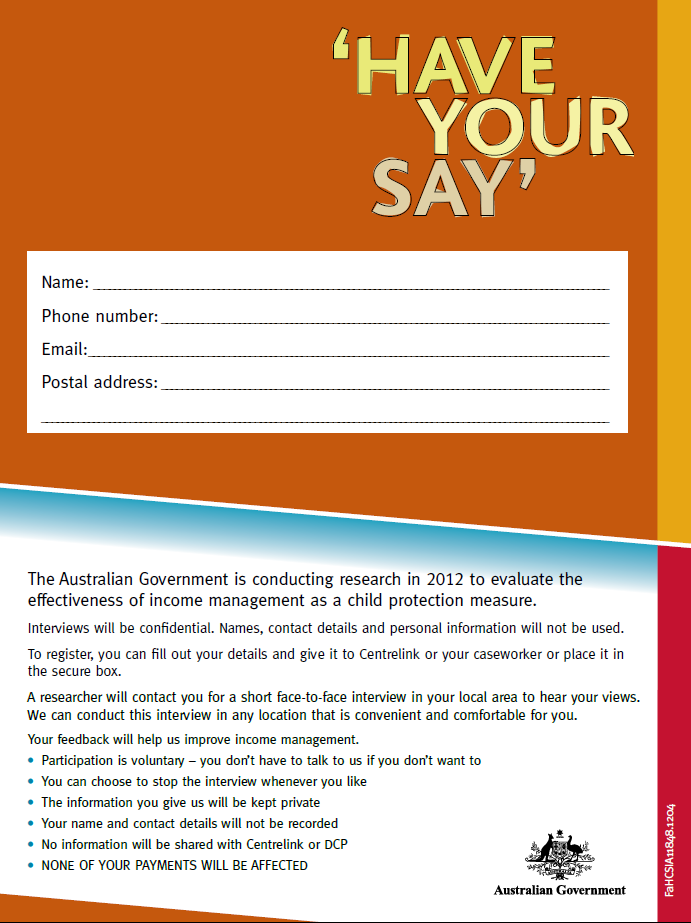 ‘HAVE
YOUR
SAY’
Name:
Phone number:
Email:
Postal address:
The Australian Government is conducting research in 2012 to evaluate the
effectiveness of income management as a child protection measure.
Interviews will be confidential. Names, contact details and personal information will not be used.
To register, you can fill out your details and give it to Centrelink or your caseworker or place it in
the secure box.
A researcher will contact you for a short face-to-face interview in your local area to hear your views.
We can conduct this interview in any location that is convenient and comfortable for you.
Your feedback will help us improve income management.
• Participation is voluntary – you don’t have to talk to us if you don’t want to
• You can choose to stop the interview whenever you like
• The information you give us will be kept private
• Your name and contact details will not be recorded
• No information will be shared with Centrelink or DCP
• NONE OF YOUR PAYMENTS WILL BE AFFECTED
Australian Government
FaHCSIA11848.1204